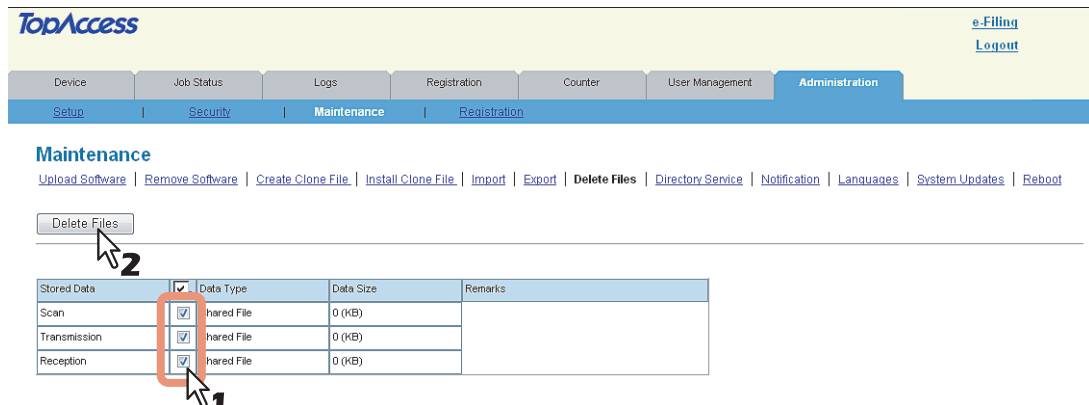 TopAccess
e-Filing
Logout
Device Job Status Logs Registration Counter User Management Administration
Setup | Security | Maintenance | Registration
Maintenance
Upload Software | Remove Software | Create Clone File | Install Clone File | Import | Export | Delete Files | Directory Service | Notification | Languages | System Updates | Reboot
Delete Files
2
Stored Data Data Type Data Size Remarks
Scan hared File 0 (KB)
Transmission hared File 0 (KB)
Reception hared File 0 (KB)
1